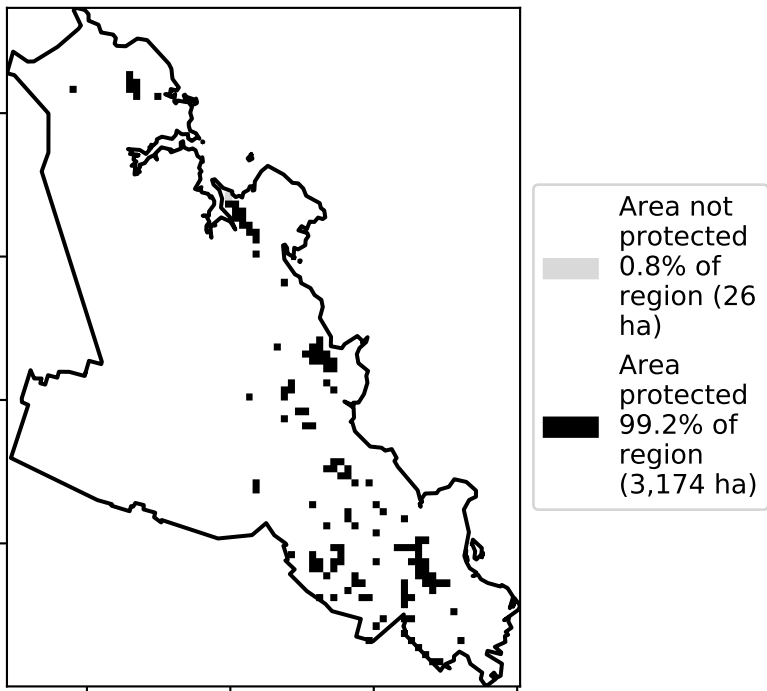 Area not
protected
0.8% of
region (26
ha)
Area
protected
99.2% of
region
(3,174 ha)